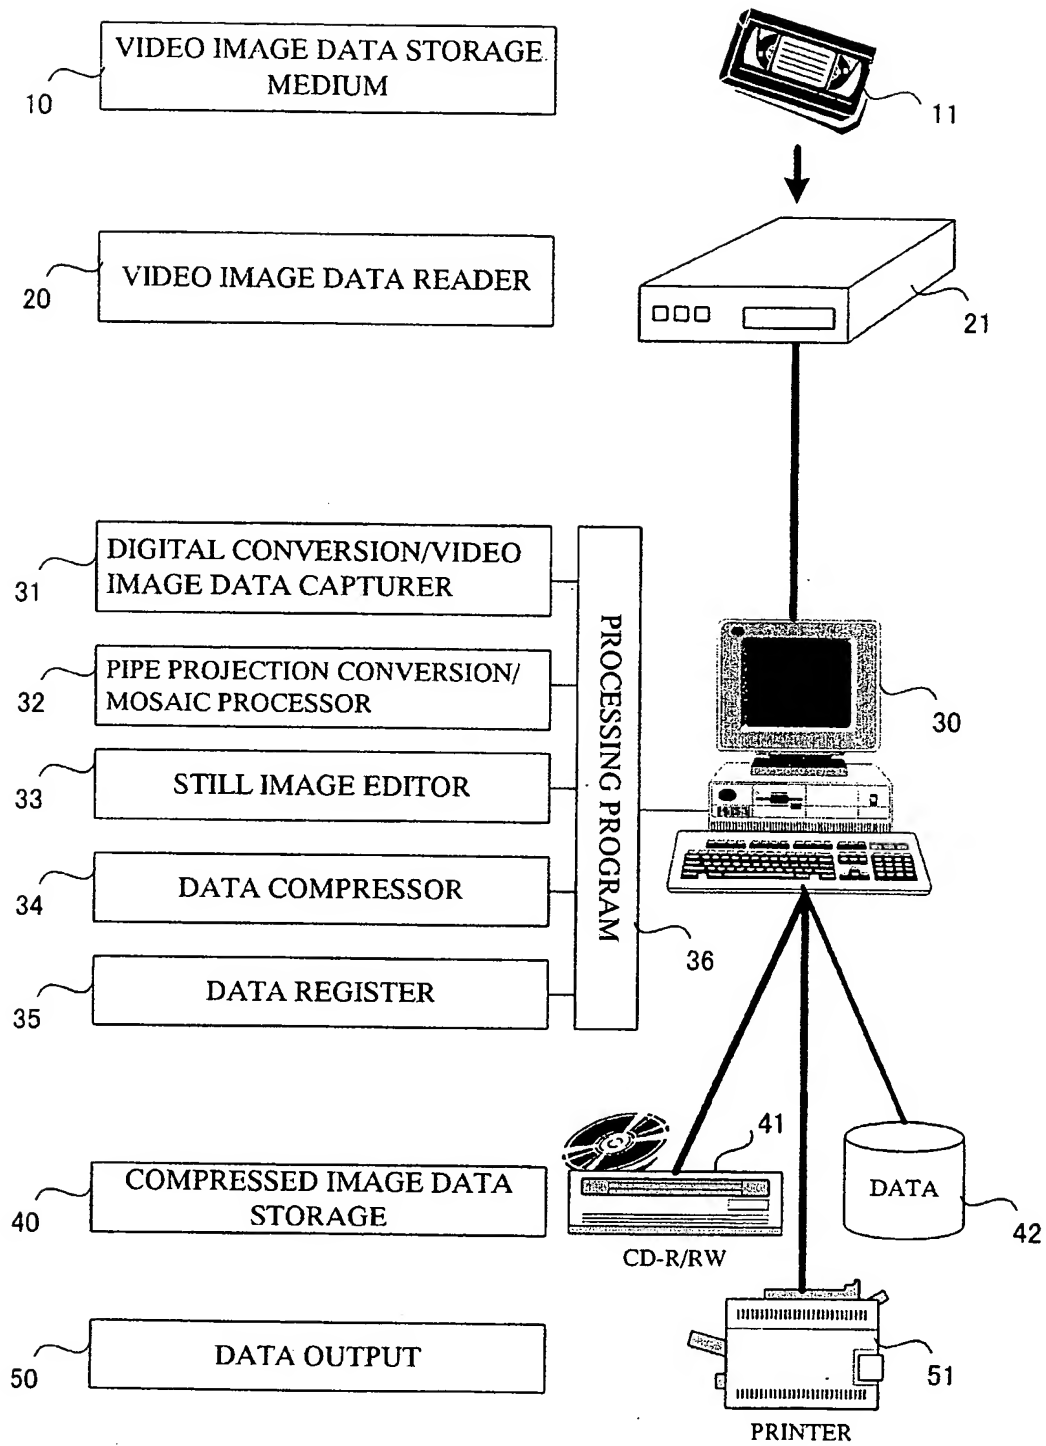 VIDEO IMAGE DATA STORAGE
MEDIUM
10
11
VIDEO IMAGE DATA READER
20
21
DIGITAL CONVERSION/VIDEO
IMAGE DATA CAPTURER
31
PIPE PROJECTION CONVERSION/
MOSAIC PROCESSOR
32
STILL IMAGE EDITOR
33
DATA COMPRESSOR
34
DATA REGISTER
35
PROCESSING PROGRAM
36
30
COMPRESSED IMAGE DATA
STORAGE
40
41
CD-R/RW
DATA
42
DATA OUTPUT
50
51
PRINTER